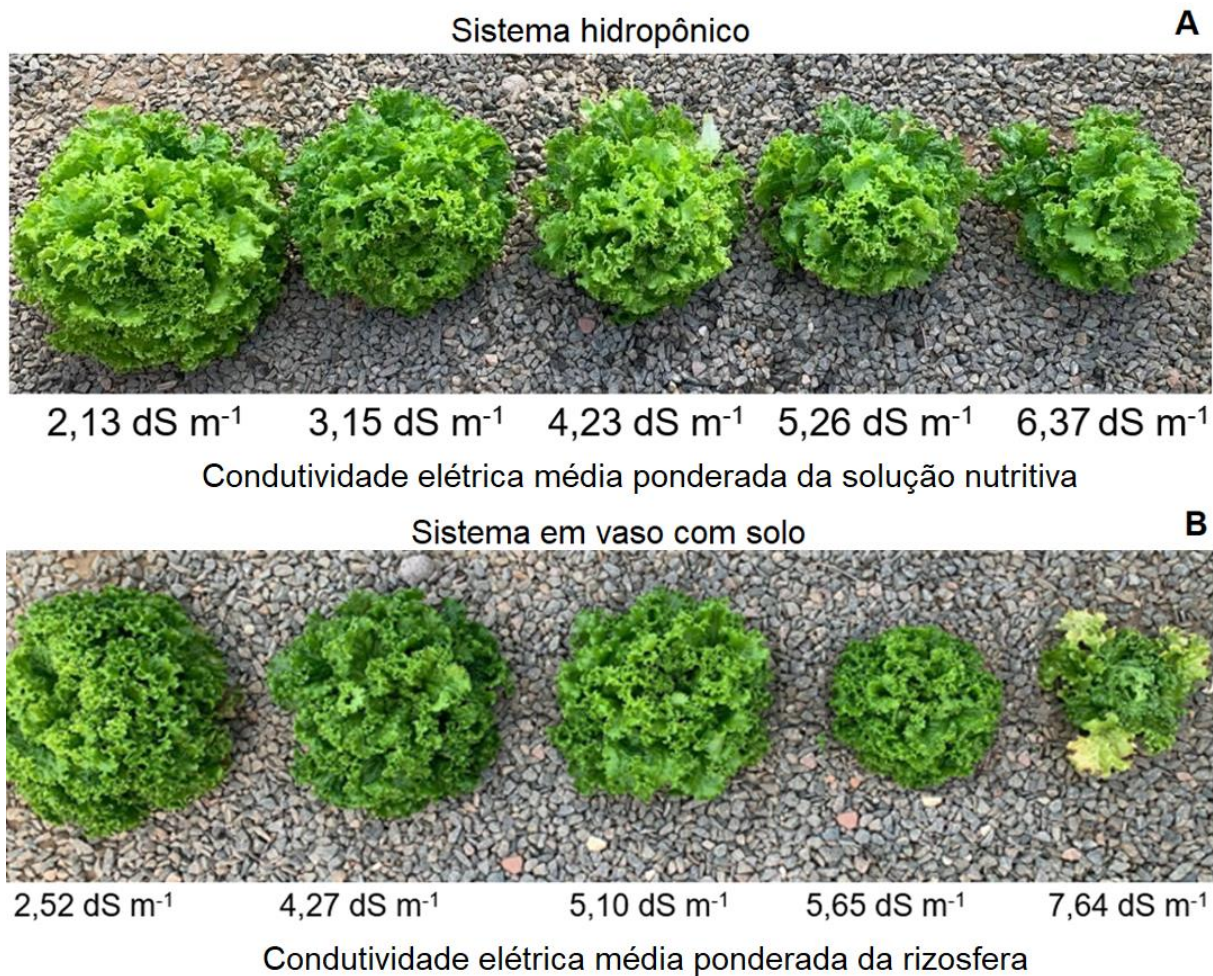 Sistema hidropônico
A
2,13 dS m⁻¹ 3,15 dS m⁻¹ 4,23 dS m⁻¹ 5,26 dS m⁻¹ 6,37 dS m⁻¹
Condutividade elétrica média ponderada da solução nutritiva
Sistema em vaso com solo
B
2,52 dS m⁻¹ 4,27 dS m⁻¹ 5,10 dS m⁻¹ 5,65 dS m⁻¹ 7,64 dS m⁻¹
Condutividade elétrica média ponderada da rizosfera